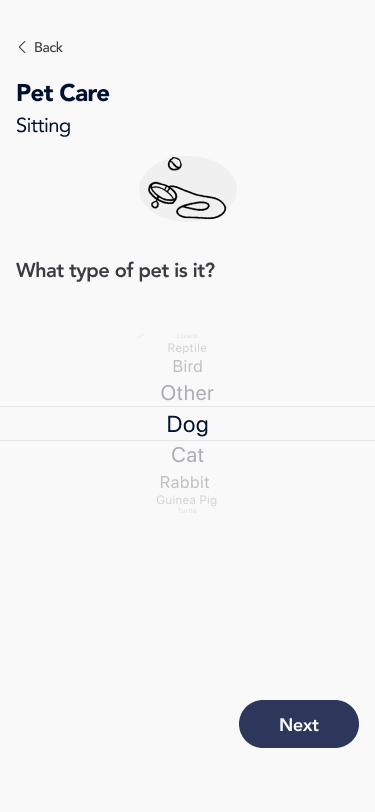 Back
Pet Care
Sitting
What type of pet is it?
Reptile
Bird
Other
Dog
Cat
Rabbit
Guinea Pig
Turtle
Next